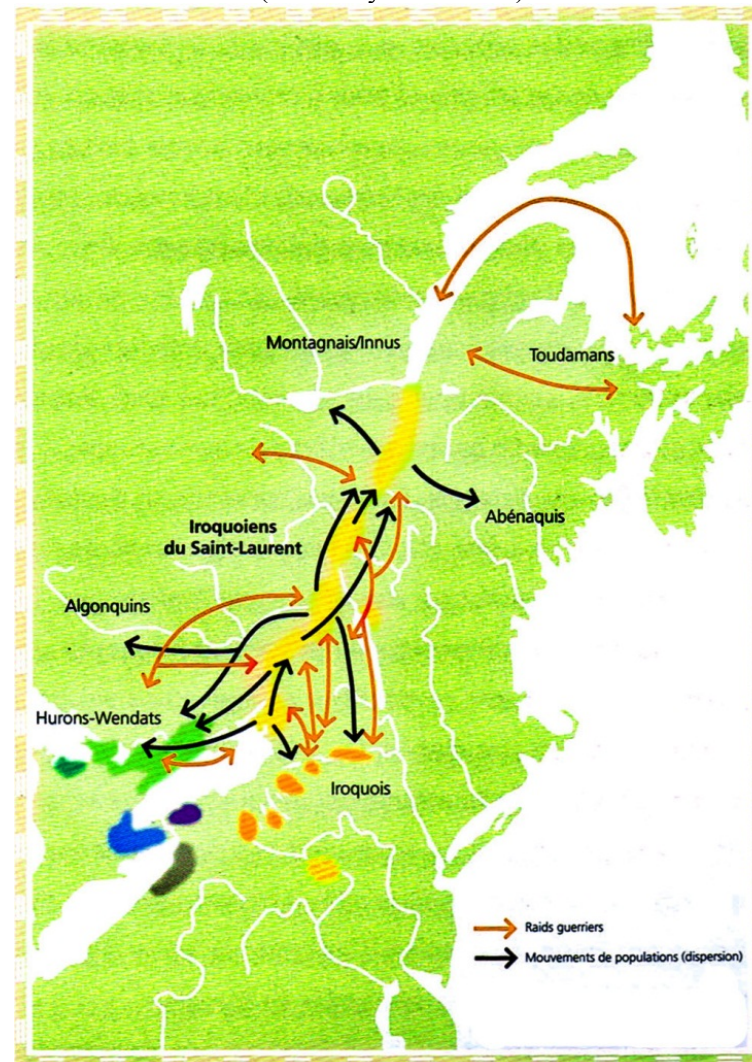 Montagnais/Innus
Toudamans
Abénaquis
Iroquoiens
du Saint-Laurent
Algonquins
Hurons-Wendats
Iroquois
Raids guerriers
Mouvements de populations (dispersion)